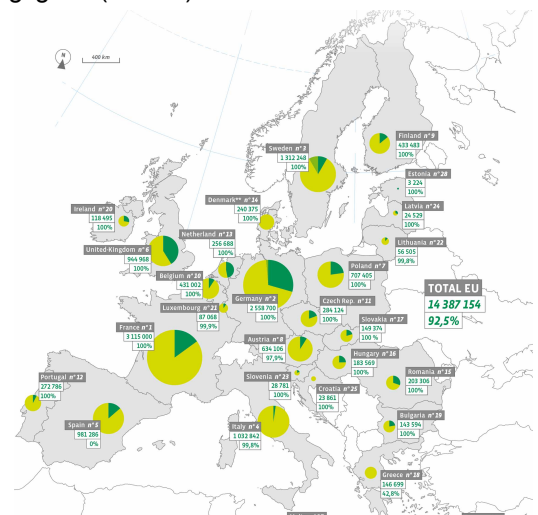 N
400 km
Finland n°9
433 483
100%
Sweden n°3
1 312 248
100%
Estonia n°28
3 224
100%
Denmark** n°14
240 375
100%
Latvia n°24
24 529
100%
Ireland n°20
118 495
100%
Netherland n°13
256 688
100%
Lithuania n°22
56 505
99,8%
United-Kingdom n°6
944 968
100%
Poland n°7
707 405
100%
Belgium n°10
431 002
100%
TOTAL EU
14 387 154
92,5%
Germany n°2
2 558 700
100%
Czech Rep. n°11
284 124
100%
Luxembourg n°21
87 068
99,9%
Slovakia n°17
149 374
100 %
France n°1
3 115 000
100%
Austria n°8
634 106
97,9%
Hungary n°16
183 569
100%
Romania n°15
203 306
100%
Slovenia n°23
28 781
100%
Portugal n°12
272 786
100%
Croatia n°25
23 861
100%
Bulgaria n°19
143 594
100%
Spain n°5
981 286
0%
Italy n°4
1 032 842
99,8%
Greece n°18
146 699
42,8%